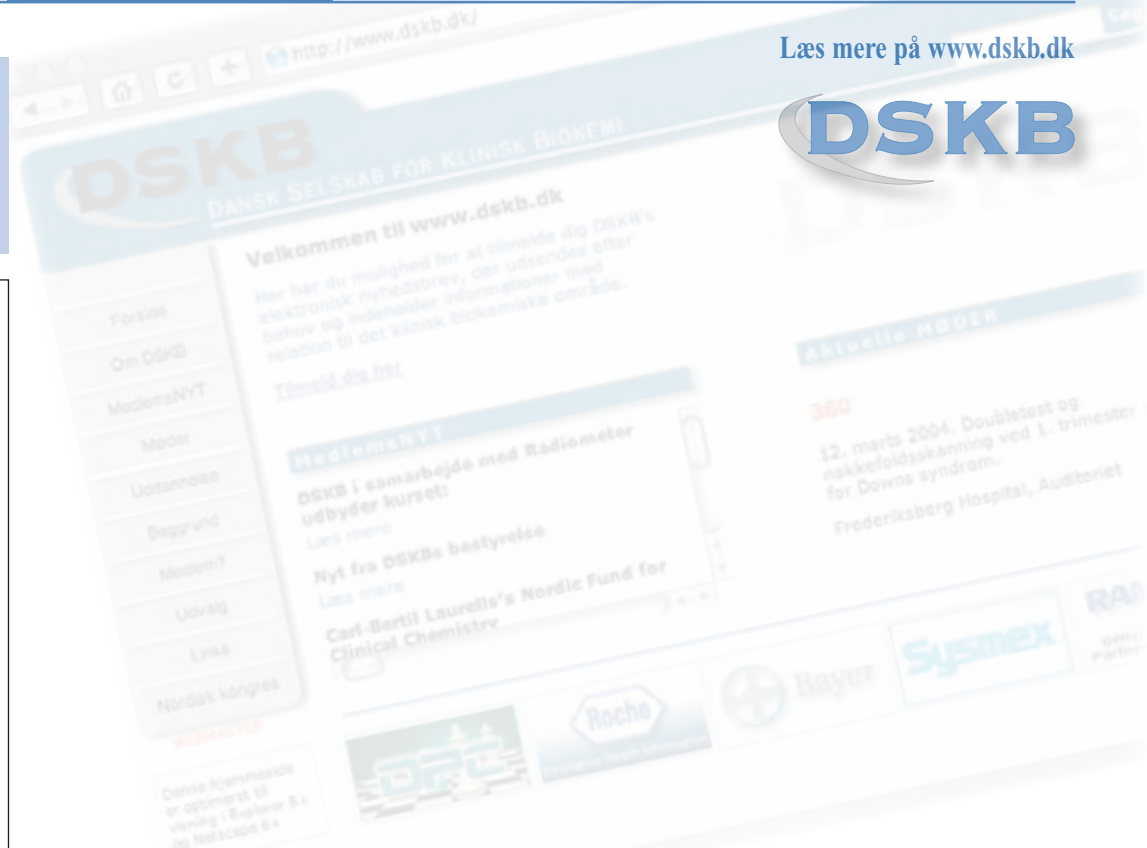 Læs mere på www.dskb.dk
DSKB
http://www.dskb.dk/
DSKB
DANSK SELSKAB FOR KLINISK BIOKEMI
Velkommen til www.dskb.dk
Her har du mulighed for at tilmelde dig DSKB's
elektronisk nyhedsbrev, der udsendes efter
behov og indeholder informationer med
relation til det klinisk biokemiske område.
Tilmeld dig her
Forside
Om DSKB
MedlemsNYT
Møder
Uddannelse
Baggrund
Medlem?
Udvalg
Links
Nordisk kongres
WEBMASTER
Denne hjemmeside
er optimeret til
visning i Explorer 5+
og Netscape 6+
MedlemsNYT
DSKB i samarbejde med Radiometer
udbyder kurset:
Læs mere
Nyt fra DSKBs bestyrelse
Læs mere
Carl-Bertil Laurells's Nordic Fund for
Clinical Chemistry
Aktuelle MØDER
380
12. marts 2004. Doubletest og
nakkefoldsskanning ved 1. trimester
for Downs syndrom.
Frederiksberg Hospital, Auditoriet
DPC
Roche
Bayer
Sysmex